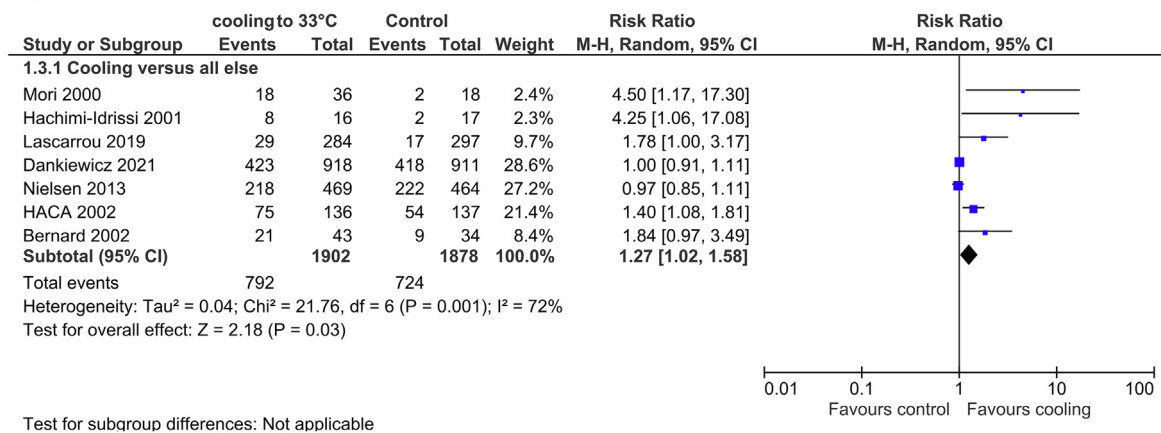 cooling to 33°C Control Risk Ratio Risk Ratio
Study or Subgroup Events Total Events Total Weight M-H, Random, 95% CI M-H, Random, 95% CI
1.3.1 Cooling versus all else
Mori 2000 18 36 2 18 2.4% 4.50 [1.17, 17.30]
Hachimi-Idrissi 2001 8 16 2 17 2.3% 4.25 [1.06, 17.08]
Lascarrou 2019 29 284 17 297 9.7% 1.78 [1.00, 3.17]
Dankiewicz 2021 423 918 418 911 28.6% 1.00 [0.91, 1.11]
Nielsen 2013 218 469 222 464 27.2% 0.97 [0.85, 1.11]
HACA 2002 75 136 54 137 21.4% 1.40 [1.08, 1.81]
Bernard 2002 21 43 9 34 8.4% 1.84 [0.97, 3.49]
Subtotal (95% CI) 1902 1878 100.0% 1.27 [1.02, 1.58]
Total events 792 724
Heterogeneity: Tau² = 0.04; Chi² = 21.76, df = 6 (P = 0.001); I² = 72%
Test for overall effect: Z = 2.18 (P = 0.03)
0.01 0.1 1 10 100
Favours control Favours cooling
Test for subgroup differences: Not applicable